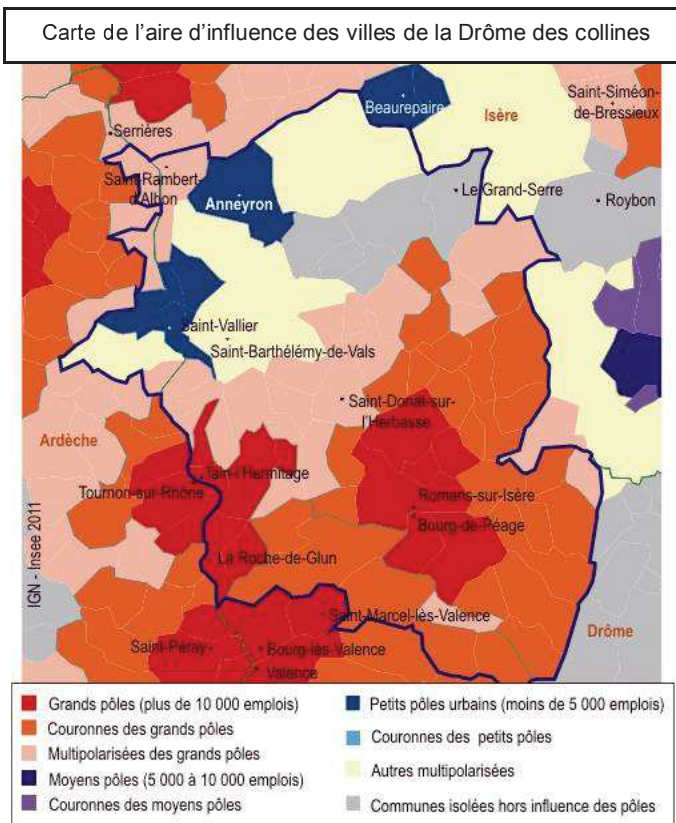 Carte de l'aire d'influence des villes de la Drôme des collines
Beaurepaire
Isère
Saint-Siméon-
de-Bressieux
Serrières
Saint-Rambert-
d'Albon
Anneyron
Le Grand-Serre
Roybon
Saint-Vallier
Saint-Barthélémy-de-Vals
Saint-Donat-sur-
l'Herbasse
Ardèche
Tain-l'Hermitage
Tournon-sur-Rhône
Romans-sur-Isère
Bourg-de-Péage
IGN - Insee 2011
La Roche-de-Glun
Saint-Marcel-lès-Valence
Drôme
Saint-Péray
Bourg-lès-Valence
Valence
Grands pôles (plus de 10 000 emplois)
Couronnes des grands pôles
Multipolarisées des grands pôles
Moyens pôles (5 000 à 10 000 emplois)
Couronnes des moyens pôles
Petits pôles urbains (moins de 5 000 emplois)
Couronnes des petits pôles
Autres multipolarisées
Communes isolées hors influence des pôles